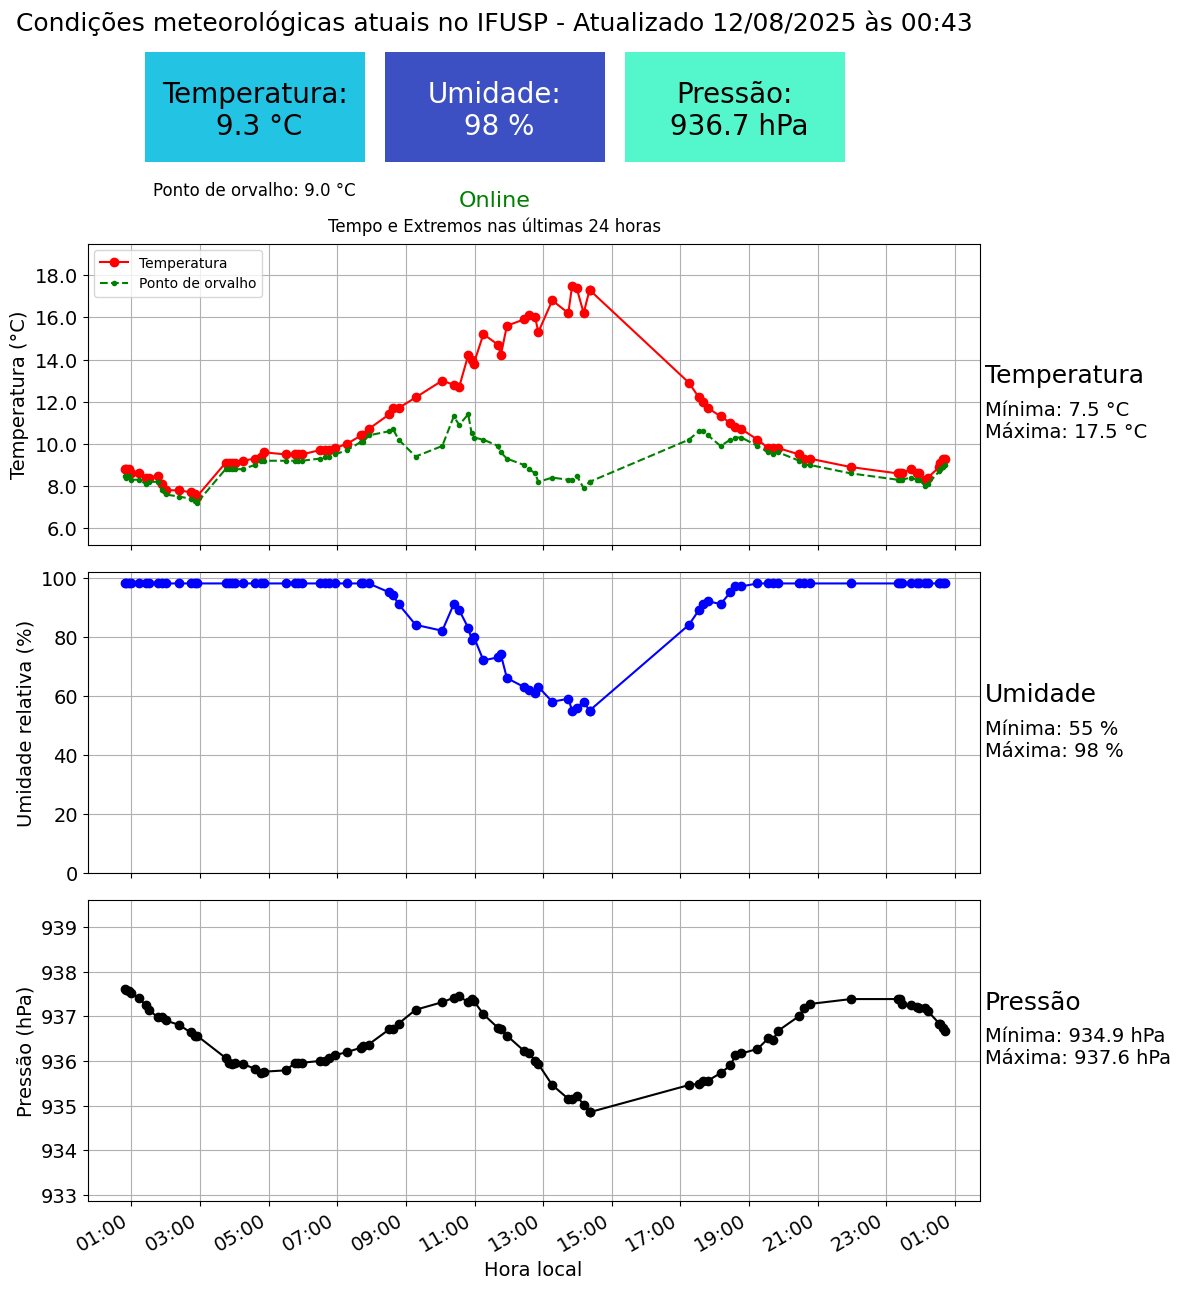 Condições meteorológicas atuais no IFUSP - Atualizado 12/08/2025 às 00:43
Temperatura:
9.3 °C
Umidade:
98 %
Pressão:
936.7 hPa
Ponto de orvalho: 9.0 °C
Online
Tempo e Extremos nas últimas 24 horas
Temperatura (°C)
18.0
16.0
14.0
12.0
10.0
8.0
6.0
Temperatura
Ponto de orvalho
Temperatura
Mínima: 7.5 °C
Máxima: 17.5 °C
Umidade relativa (%)
100
80
60
40
20
0
Umidade
Mínima: 55 %
Máxima: 98 %
Pressão (hPa)
939
938
937
936
935
934
933
Pressão
Mínima: 934.9 hPa
Máxima: 937.6 hPa
01:00
03:00
05:00
07:00
09:00
11:00
13:00
15:00
17:00
19:00
21:00
23:00
01:00
Hora local